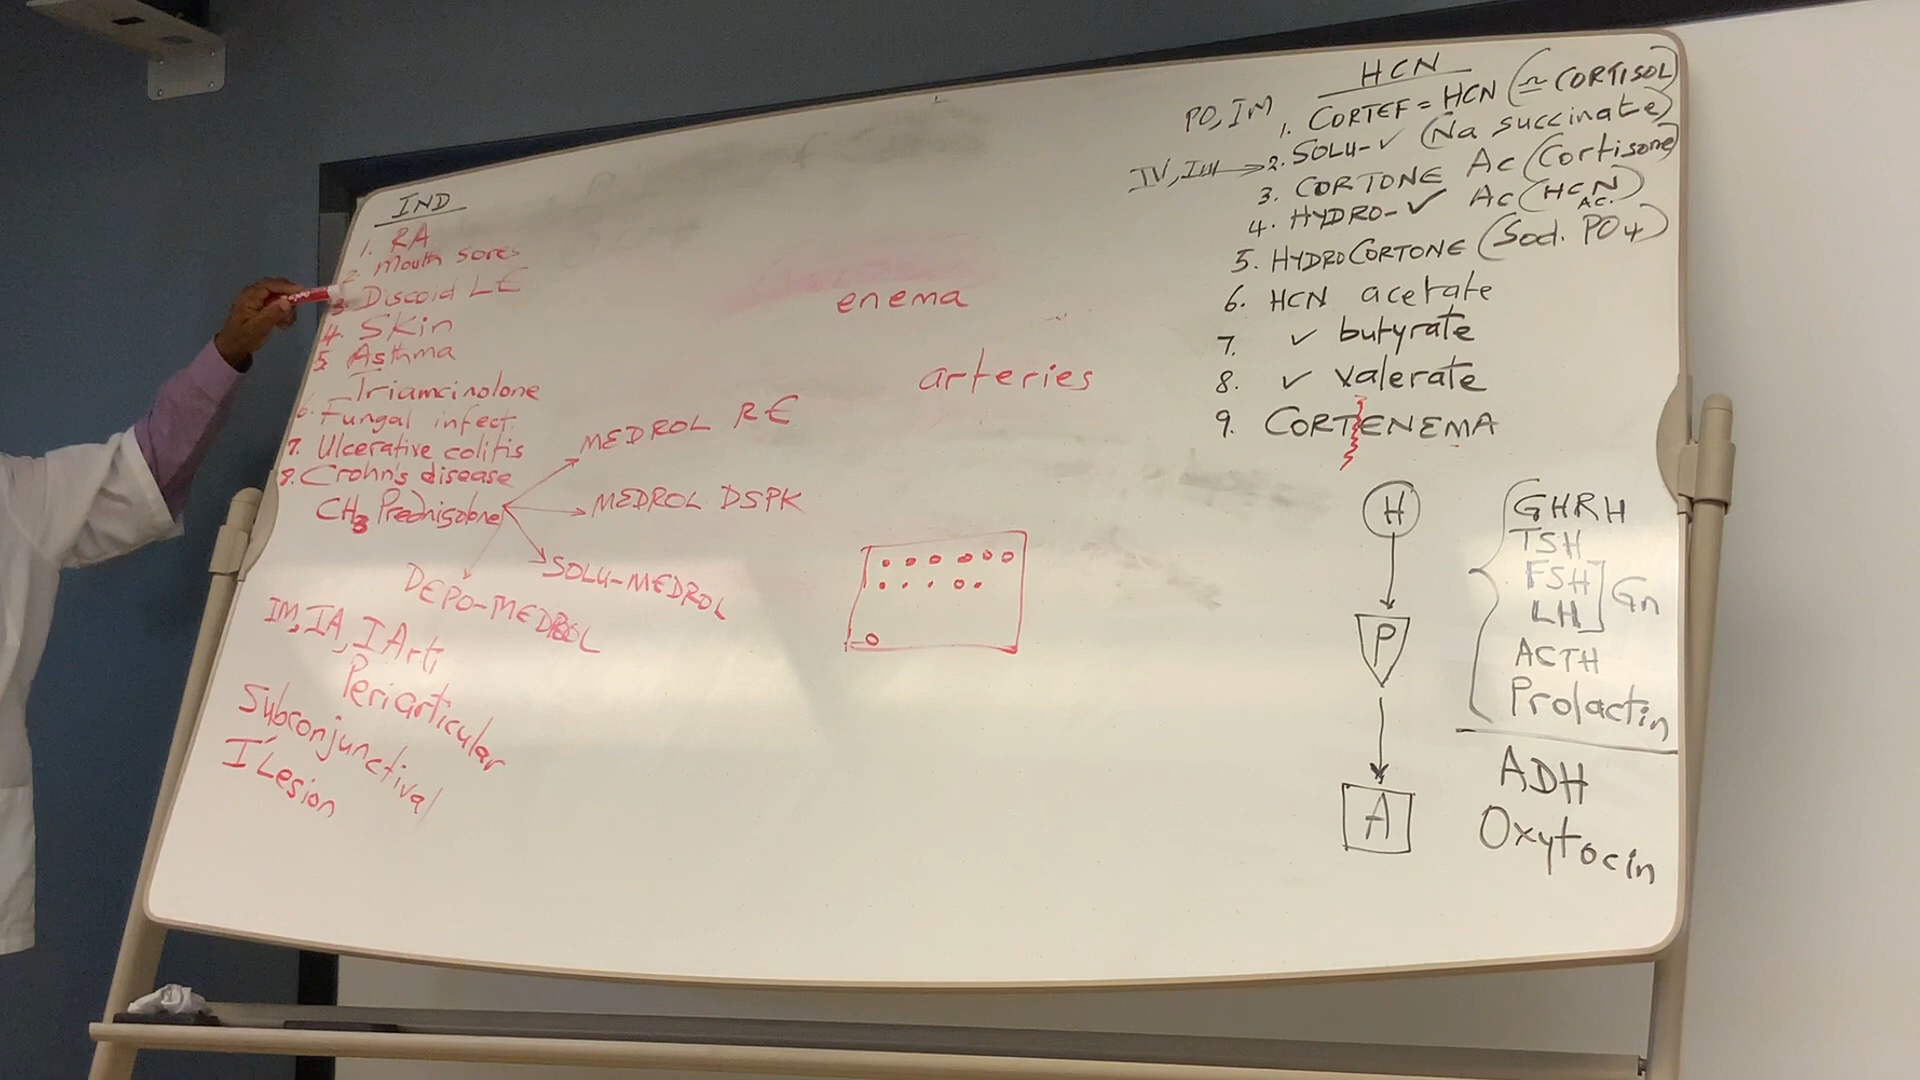 IND
1. RA
2. Mouth sores
3 Discoid LE
4. Skin
5 Asthma
Triamcinolone
6. Fungal infect.
7. Ulcerative colitis
8. Crohn's disease
CH3 Prednisolone
MEDROL RE
MEDROL DSPK
SOLU-MEDROL
DEPO-MEDROL
IM, IA, I Arti
Periarticular
Subconjunctival
I'Lesion
enema
arteries
HCN
PO, IM 1. CORTEF = HCN (≃ CORTISOL)
IV, IM → 2. SOLU- ✓ (Na succinate)
3. CORTONE Ac (Cortisone)
4. HYDRO- ✓ Ac (HCN Ac.)
5. HYDROCORTONE (Sod. PO4)
6. HCN acetate
7. ✓ butyrate
8. ✓ valerate
9. CORTENEMA
H
P
A
GHRH
TSH
FSH
LH
Gn
ACTH
Prolactin
ADH
Oxytocin